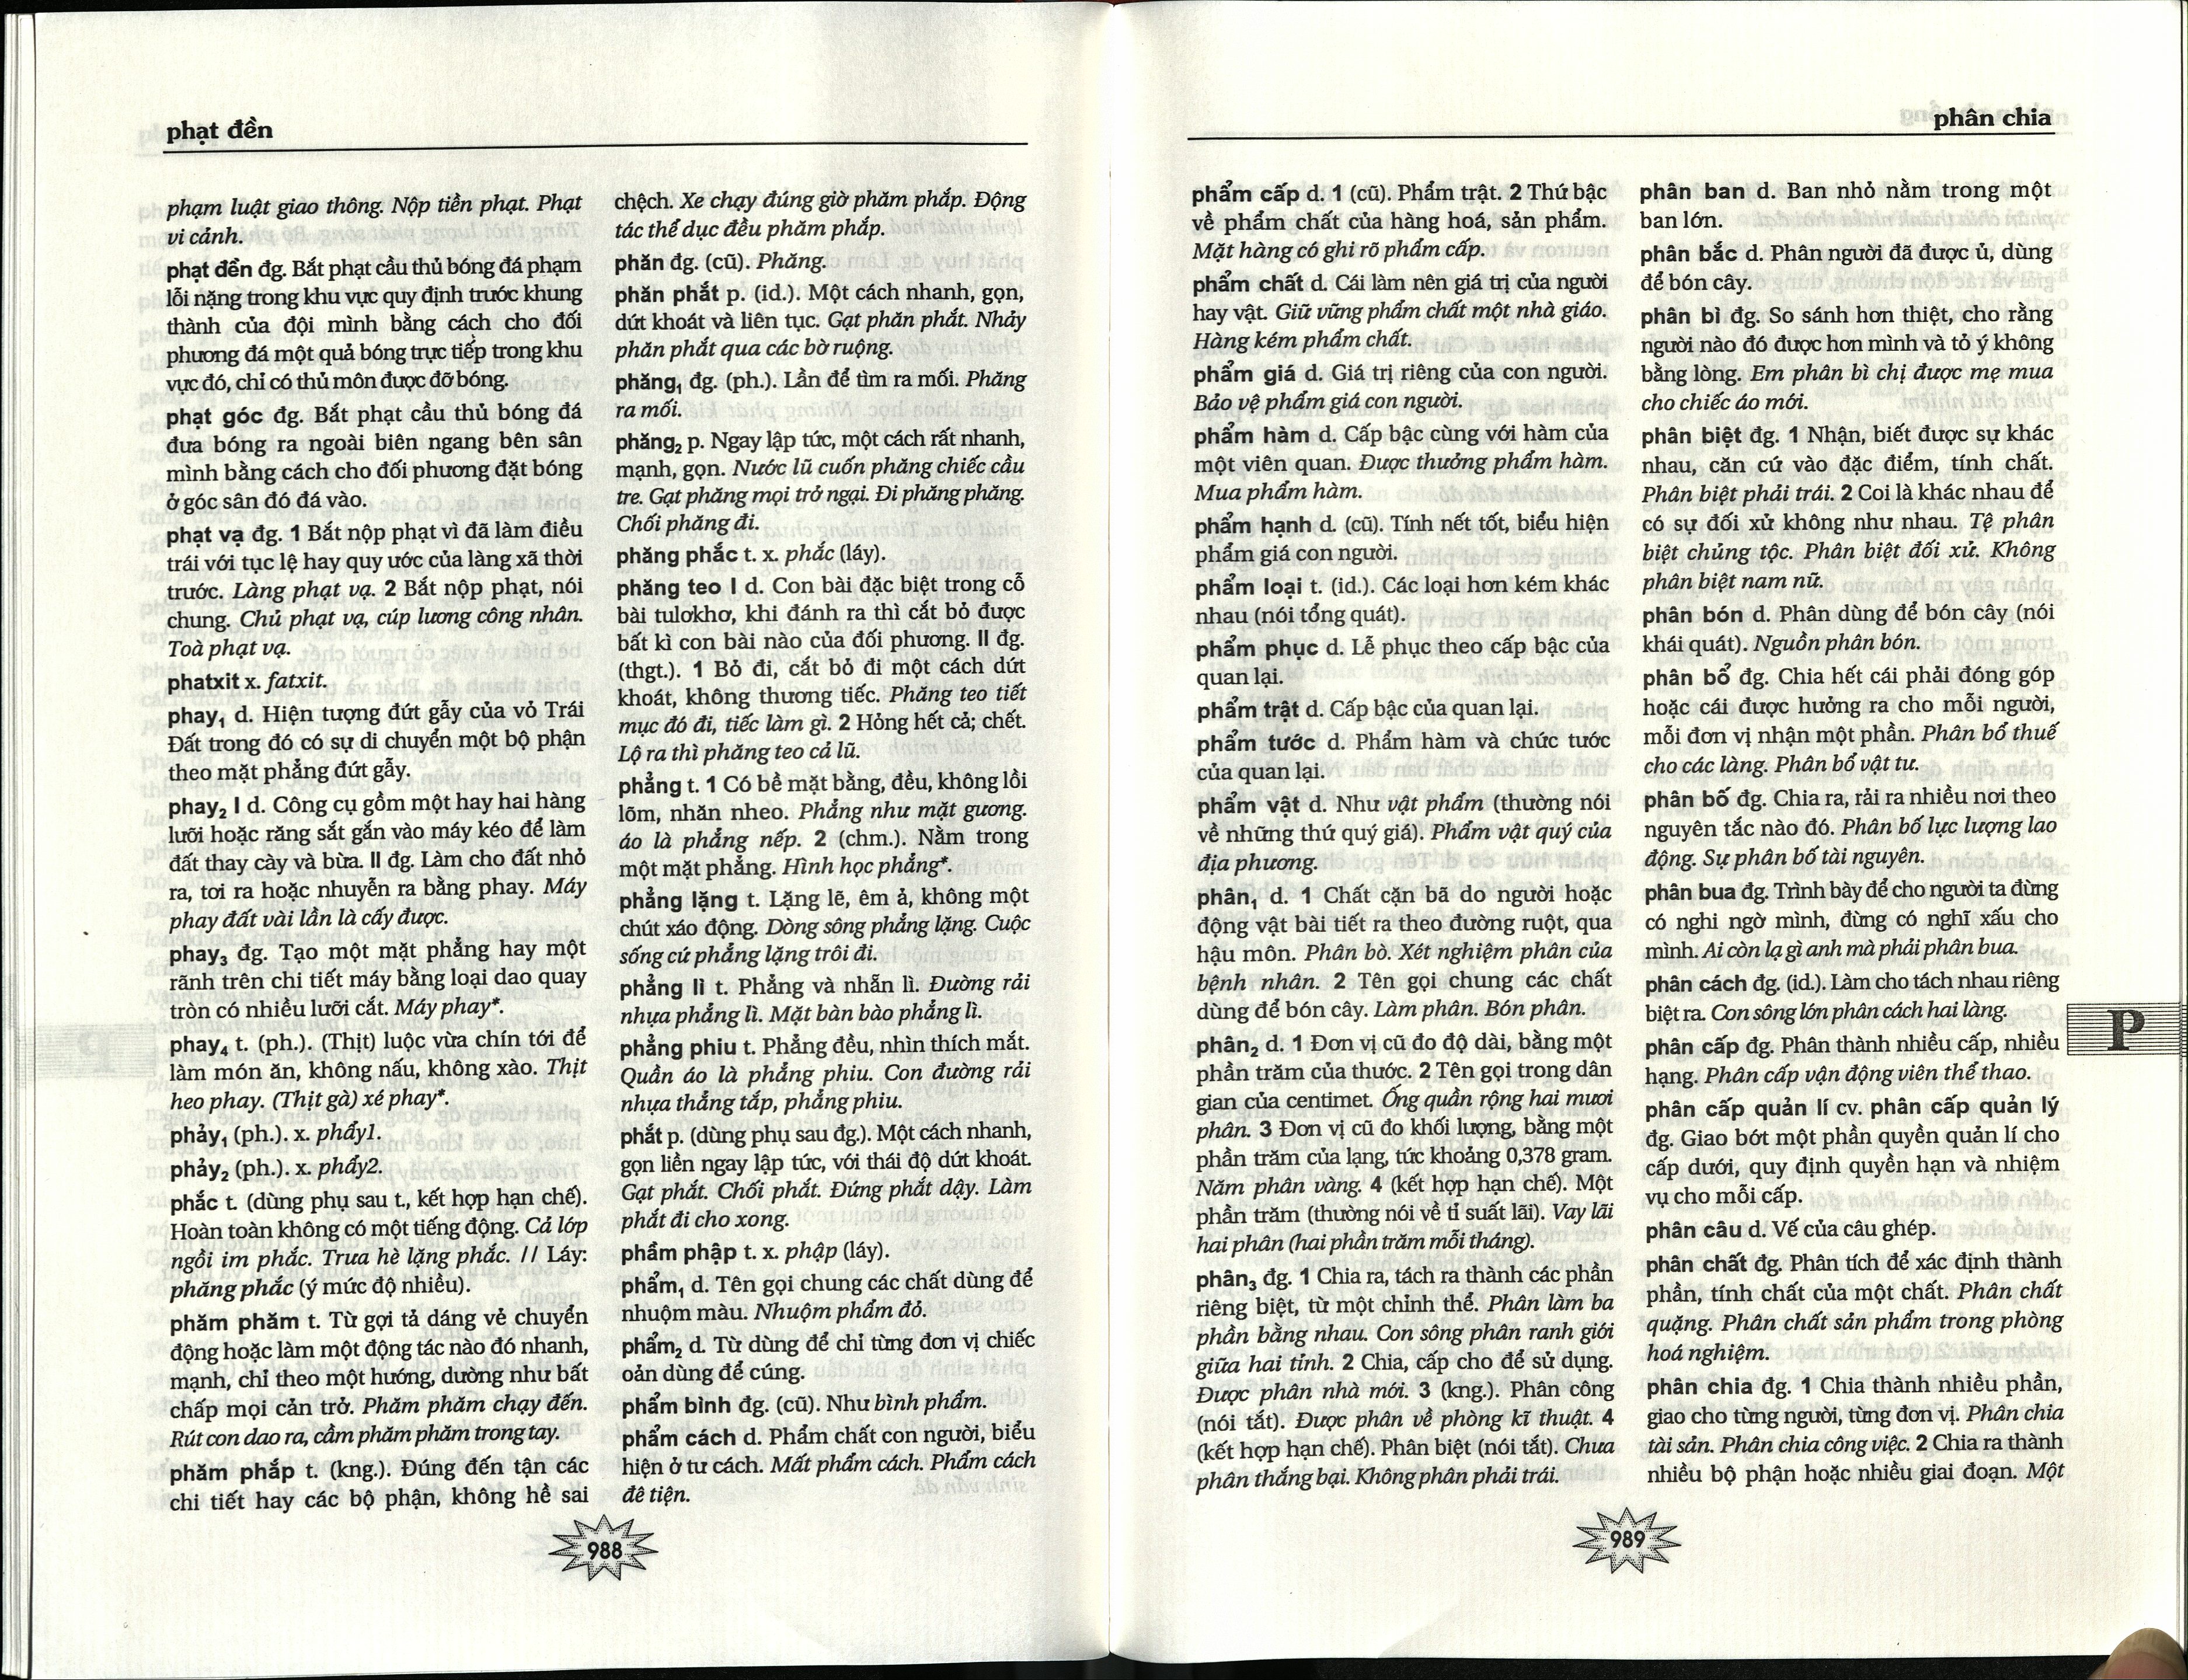 phạt đền
phạm luật giao thông. Nộp tiền phạt. Phạt
vi cảnh.
phạt đền đg. Bắt phạt cầu thủ bóng đá phạm
lỗi nặng trong khu vực quy định trước khung
thành của đội mình bằng cách cho đối
phương đá một quả bóng trực tiếp trong khu
vực đó, chỉ có thủ môn được đỡ bóng.
phạt góc đg. Bắt phạt cầu thủ bóng đá
đưa bóng ra ngoài biên ngang bên sân
mình bằng cách cho đối phương đặt bóng
ở góc sân đó đá vào.
phạt vạ đg. 1 Bắt nộp phạt vì đã làm điều
trái với tục lệ hay quy ước của làng xã thời
trước. Làng phạt vạ. 2 Bắt nộp phạt, nói
chung. Chủ phạt vạ, cúp lương công nhân.
Toà phạt vạ.
phatxit x. fatxit.
phay₁ d. Hiện tượng đứt gẫy của vỏ Trái
Đất trong đó có sự di chuyển một bộ phận
theo mặt phẳng đứt gẫy.
phay₂ I d. Công cụ gồm một hay hai hàng
lưỡi hoặc răng sắt gắn vào máy kéo để làm
đất thay cày và bừa. II đg. Làm cho đất nhỏ
ra, tơi ra hoặc nhuyễn ra bằng phay. Máy
phay đất vài lần là cấy được.
phay₃ đg. Tạo một mặt phẳng hay một
rãnh trên chi tiết máy bằng loại dao quay
tròn có nhiều lưỡi cắt. Máy phay*.
phay₄ t. (ph.). (Thịt) luộc vừa chín tới để
làm món ăn, không nấu, không xào. Thịt
heo phay. (Thịt gà) xé phay*.
phảy₁ (ph.). x. phẩy1.
phảy₂ (ph.). x. phẩy2.
phắc t. (dùng phụ sau t., kết hợp hạn chế).
Hoàn toàn không có một tiếng động. Cả lớp
ngồi im phắc. Trưa hè lặng phắc. // Láy:
phăng phắc (ý mức độ nhiều).
phăm phăm t. Từ gợi tả dáng vẻ chuyển
động hoặc làm một động tác nào đó nhanh,
mạnh, chỉ theo một hướng, dường như bất
chấp mọi cản trở. Phăm phăm chạy đến.
Rút con dao ra, cầm phăm phăm trong tay.
phăm phắp t. (kng.). Đúng đến tận các
chi tiết hay các bộ phận, không hề sai
chệch. Xe chạy đúng giờ phăm phắp. Động
tác thể dục đều phăm phắp.
phăn đg. (cũ). Phăng.
phăn phắt p. (id.). Một cách nhanh, gọn,
dứt khoát và liên tục. Gạt phăn phắt. Nhảy
phăn phắt qua các bờ ruộng.
phăng₁ đg. (ph.). Lần để tìm ra mối. Phăng
ra mối.
phăng₂ p. Ngay lập tức, một cách rất nhanh,
mạnh, gọn. Nước lũ cuốn phăng chiếc cầu
tre. Gạt phăng mọi trở ngại. Đi phăng phăng.
Chối phăng đi.
phăng phắc t. x. phắc (láy).
phăng teo I d. Con bài đặc biệt trong cỗ
bài tulơkhơ, khi đánh ra thì cắt bỏ được
bất kì con bài nào của đối phương. II đg.
(thgt.). 1 Bỏ đi, cắt bỏ đi một cách dứt
khoát, không thương tiếc. Phăng teo tiết
mục đó đi, tiếc làm gì. 2 Hỏng hết cả; chết.
Lộ ra thì phăng teo cả lũ.
phẳng t. 1 Có bề mặt bằng, đều, không lồi
lõm, nhăn nheo. Phẳng như mặt gương.
áo là phẳng nếp. 2 (chm.). Nằm trong
một mặt phẳng. Hình học phẳng*.
phẳng lặng t. Lặng lẽ, êm ả, không một
chút xáo động. Dòng sông phẳng lặng. Cuộc
sống cứ phẳng lặng trôi đi.
phẳng lì t. Phẳng và nhẵn lì. Đường rải
nhựa phẳng lì. Mặt bàn bào phẳng lì.
phẳng phiu t. Phẳng đều, nhìn thích mắt.
Quần áo là phẳng phiu. Con đường rải
nhựa thẳng tắp, phẳng phiu.
phắt p. (dùng phụ sau đg.). Một cách nhanh,
gọn liền ngay lập tức, với thái độ dứt khoát.
Gạt phắt. Chối phắt. Đứng phắt dậy. Làm
phắt đi cho xong.
phầm phập t. x. phập (láy).
phẩm₁ d. Tên gọi chung các chất dùng để
nhuộm màu. Nhuộm phẩm đỏ.
phẩm₂ d. Từ dùng để chỉ từng đơn vị chiếc
oản dùng để cúng.
phẩm bình đg. (cũ). Như bình phẩm.
phẩm cách d. Phẩm chất con người, biểu
hiện ở tư cách. Mất phẩm cách. Phẩm cách
đê tiện.
988
phân chia
phẩm cấp d. 1 (cũ). Phẩm trật. 2 Thứ bậc
về phẩm chất của hàng hoá, sản phẩm.
Mặt hàng có ghi rõ phẩm cấp.
phẩm chất d. Cái làm nên giá trị của người
hay vật. Giữ vững phẩm chất một nhà giáo.
Hàng kém phẩm chất.
phẩm giá d. Giá trị riêng của con người.
Bảo vệ phẩm giá con người.
phẩm hàm d. Cấp bậc cùng với hàm của
một viên quan. Được thưởng phẩm hàm.
Mua phẩm hàm.
phẩm hạnh d. (cũ). Tính nết tốt, biểu hiện
phẩm giá con người.
phẩm loại t. (id.). Các loại hơn kém khác
nhau (nói tổng quát).
phẩm phục d. Lễ phục theo cấp bậc của
quan lại.
phẩm trật d. Cấp bậc của quan lại.
phẩm tước d. Phẩm hàm và chức tước
của quan lại.
phẩm vật d. Như vật phẩm (thường nói
về những thứ quý giá). Phẩm vật quý của
địa phương.
phân₁ d. 1 Chất cặn bã do người hoặc
động vật bài tiết ra theo đường ruột, qua
hậu môn. Phân bò. Xét nghiệm phân của
bệnh nhân. 2 Tên gọi chung các chất
dùng để bón cây. Làm phân. Bón phân.
phân₂ d. 1 Đơn vị cũ đo độ dài, bằng một
phần trăm của thước. 2 Tên gọi trong dân
gian của centimet. Ống quần rộng hai mươi
phân. 3 Đơn vị cũ đo khối lượng, bằng một
phần trăm của lạng, tức khoảng 0,378 gram.
Năm phân vàng. 4 (kết hợp hạn chế). Một
phần trăm (thường nói về tỉ suất lãi). Vay lãi
hai phân (hai phần trăm mỗi tháng).
phân₃ đg. 1 Chia ra, tách ra thành các phần
riêng biệt, từ một chỉnh thể. Phân làm ba
phần bằng nhau. Con sông phân ranh giới
giữa hai tỉnh. 2 Chia, cấp cho để sử dụng.
Được phân nhà mới. 3 (kng.). Phân công
(nói tắt). Được phân về phòng kĩ thuật. 4
(kết hợp hạn chế). Phân biệt (nói tắt). Chưa
phân thắng bại. Không phân phải trái.
phân ban d. Ban nhỏ nằm trong một
ban lớn.
phân bắc d. Phân người đã được ủ, dùng
để bón cây.
phân bì đg. So sánh hơn thiệt, cho rằng
người nào đó được hơn mình và tỏ ý không
bằng lòng. Em phân bì chị được mẹ mua
cho chiếc áo mới.
phân biệt đg. 1 Nhận, biết được sự khác
nhau, căn cứ vào đặc điểm, tính chất.
Phân biệt phải trái. 2 Coi là khác nhau để
có sự đối xử không như nhau. Tệ phân
biệt chủng tộc. Phân biệt đối xử. Không
phân biệt nam nữ.
phân bón d. Phân dùng để bón cây (nói
khái quát). Nguồn phân bón.
phân bổ đg. Chia hết cái phải đóng góp
hoặc cái được hưởng ra cho mỗi người,
mỗi đơn vị nhận một phần. Phân bổ thuế
cho các làng. Phân bổ vật tư.
phân bố đg. Chia ra, rải ra nhiều nơi theo
nguyên tắc nào đó. Phân bố lực lượng lao
động. Sự phân bố tài nguyên.
phân bua đg. Trình bày để cho người ta đừng
có nghi ngờ mình, đừng có nghĩ xấu cho
mình. Ai còn lạ gì anh mà phải phân bua.
phân cách đg. (id.). Làm cho tách nhau riêng
biệt ra. Con sông lớn phân cách hai làng.
phân cấp đg. Phân thành nhiều cấp, nhiều
hạng. Phân cấp vận động viên thể thao.
phân cấp quản lí cv. phân cấp quản lý
đg. Giao bớt một phần quyền quản lí cho
cấp dưới, quy định quyền hạn và nhiệm
vụ cho mỗi cấp.
phân câu d. Vế của câu ghép.
phân chất đg. Phân tích để xác định thành
phần, tính chất của một chất. Phân chất
quặng. Phân chất sản phẩm trong phòng
hoá nghiệm.
phân chia đg. 1 Chia thành nhiều phần,
giao cho từng người, từng đơn vị. Phân chia
tài sản. Phân chia công việc. 2 Chia ra thành
nhiều bộ phận hoặc nhiều giai đoạn. Một
P
989